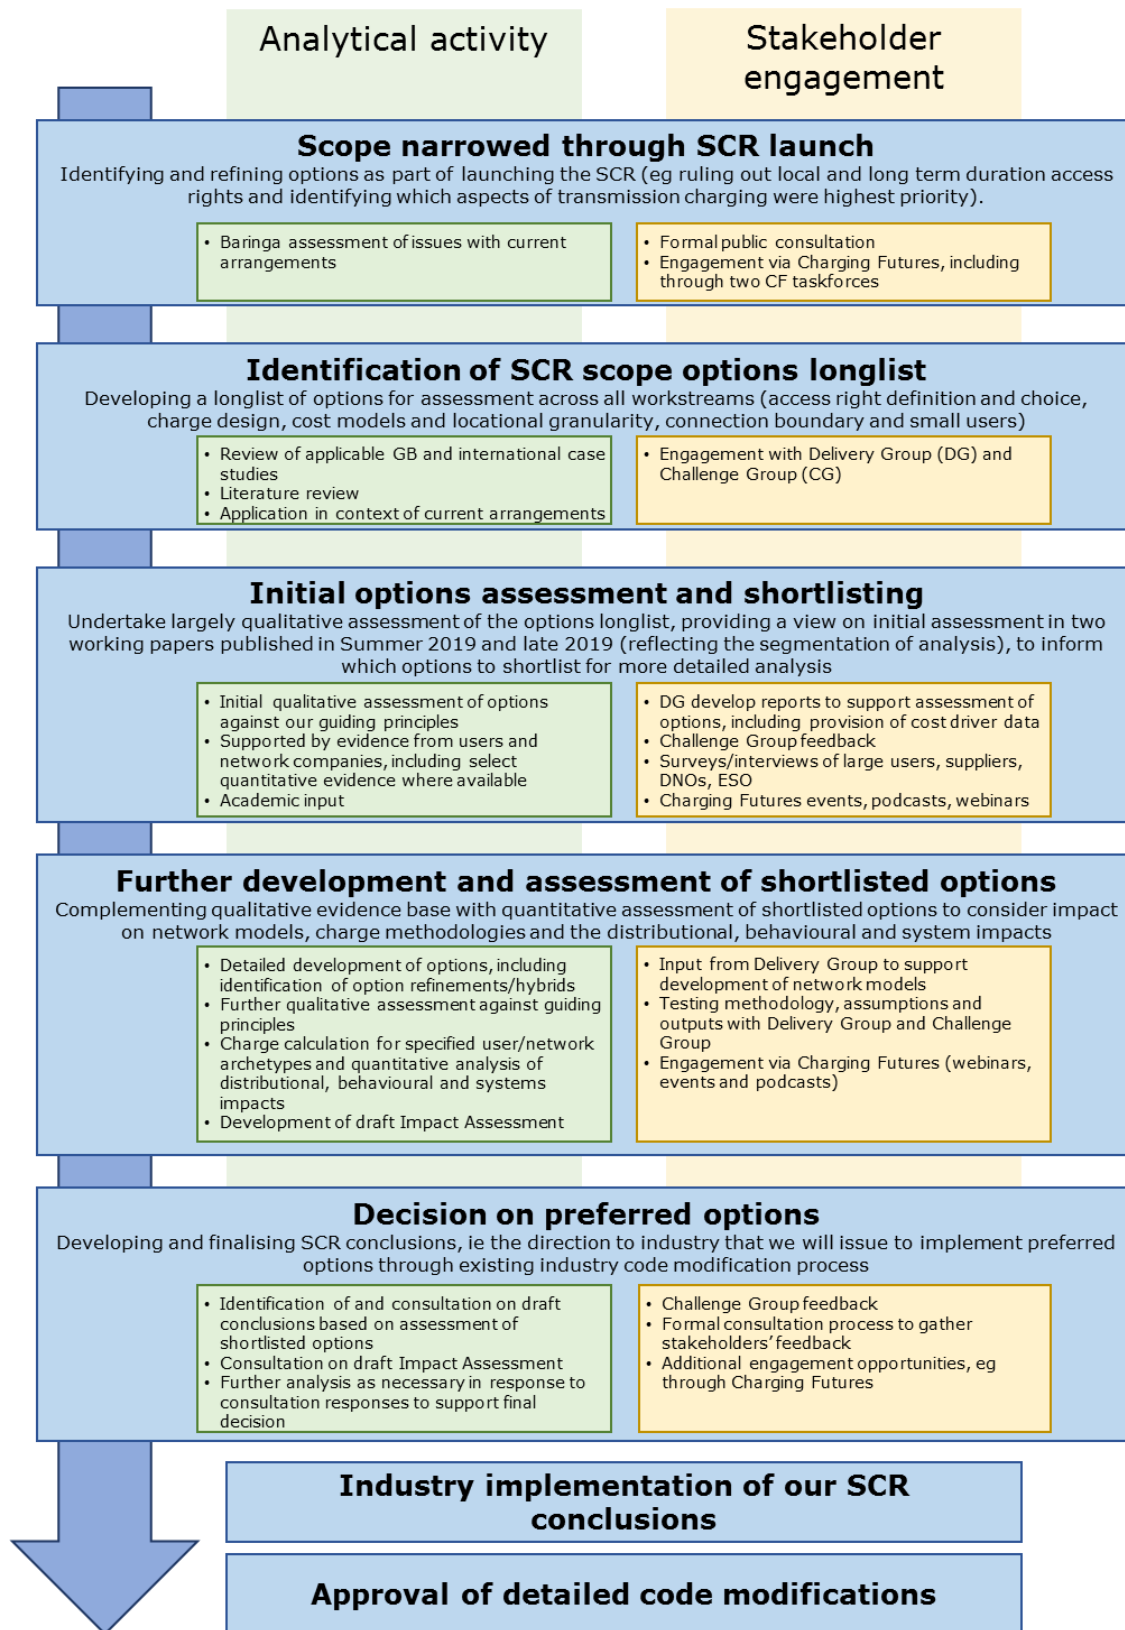 Analytical activity
Stakeholder
engagement
Scope narrowed through SCR launch
Identifying and refining options as part of launching the SCR (eg ruling out local and long term duration access
rights and identifying which aspects of transmission charging were highest priority).
• Baringa assessment of issues with current
arrangements
• Formal public consultation
• Engagement via Charging Futures, including
through two CF taskforces
Identification of SCR scope options longlist
Developing a longlist of options for assessment across all workstreams (access right definition and choice,
charge design, cost models and locational granularity, connection boundary and small users)
• Review of applicable GB and international case
studies
• Literature review
• Application in context of current arrangements
• Engagement with Delivery Group (DG) and
Challenge Group (CG)
Initial options assessment and shortlisting
Undertake largely qualitative assessment of the options longlist, providing a view on initial assessment in two
working papers published in Summer 2019 and late 2019 (reflecting the segmentation of analysis), to inform
which options to shortlist for more detailed analysis
• Initial qualitative assessment of options
against our guiding principles
• Supported by evidence from users and
network companies, including select
quantitative evidence where available
• Academic input
• DG develop reports to support assessment of
options, including provision of cost driver data
• Challenge Group feedback
• Surveys/interviews of large users, suppliers,
DNOs, ESO
• Charging Futures events, podcasts, webinars
Further development and assessment of shortlisted options
Complementing qualitative evidence base with quantitative assessment of shortlisted options to consider impact
on network models, charge methodologies and the distributional, behavioural and system impacts
• Detailed development of options, including
identification of option refinements/hybrids
• Further qualitative assessment against guiding
principles
• Charge calculation for specified user/network
archetypes and quantitative analysis of
distributional, behavioural and systems
impacts
• Development of draft Impact Assessment
• Input from Delivery Group to support
development of network models
• Testing methodology, assumptions and
outputs with Delivery Group and Challenge
Group
• Engagement via Charging Futures (webinars,
events and podcasts)
Decision on preferred options
Developing and finalising SCR conclusions, ie the direction to industry that we will issue to implement preferred
options through existing industry code modification process
• Identification of and consultation on draft
conclusions based on assessment of
shortlisted options
• Consultation on draft Impact Assessment
• Further analysis as necessary in response to
consultation responses to support final
decision
• Challenge Group feedback
• Formal consultation process to gather
stakeholders’ feedback
• Additional engagement opportunities, eg
through Charging Futures
Industry implementation of our SCR
conclusions
Approval of detailed code modifications